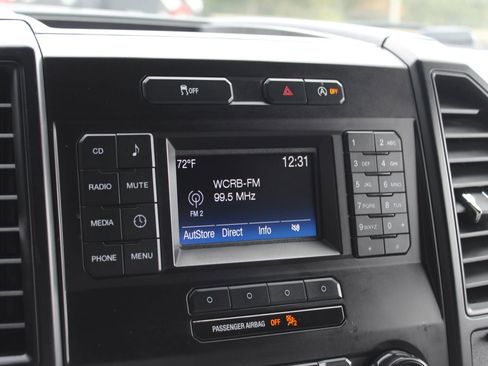 OFF
OFF
CD
RADIO MUTE
MEDIA
PHONE MENU
72°F 12:31
WCRB-FM
99.5 MHz
FM 2
AutoStore Direct Info
1 2 ABC
3 DEF 4 GHI
5 JKL 6 MNO
7 PQRS 8 TUV
9 WXYZ 0 +
* #
PASSENGER AIRBAG OFF 2